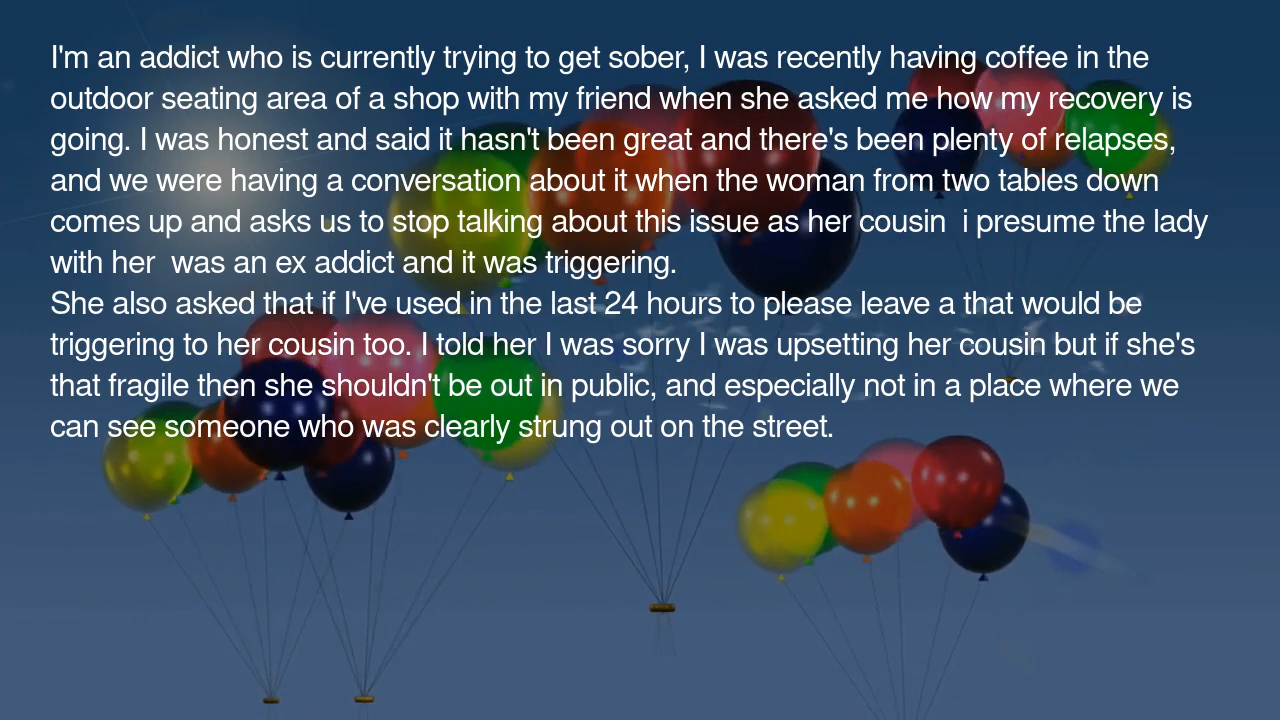 I'm an addict who is currently trying to get sober, I was recently having coffee in the
outdoor seating area of a shop with my friend when she asked me how my recovery is
going. I was honest and said it hasn't been great and there's been plenty of relapses,
and we were having a conversation about it when the woman from two tables down
comes up and asks us to stop talking about this issue as her cousin  i presume the lady
with her  was an ex addict and it was triggering.
She also asked that if I've used in the last 24 hours to please leave a that would be
triggering to her cousin too. I told her I was sorry I was upsetting her cousin but if she's
that fragile then she shouldn't be out in public, and especially not in a place where we
can see someone who was clearly strung out on the street.